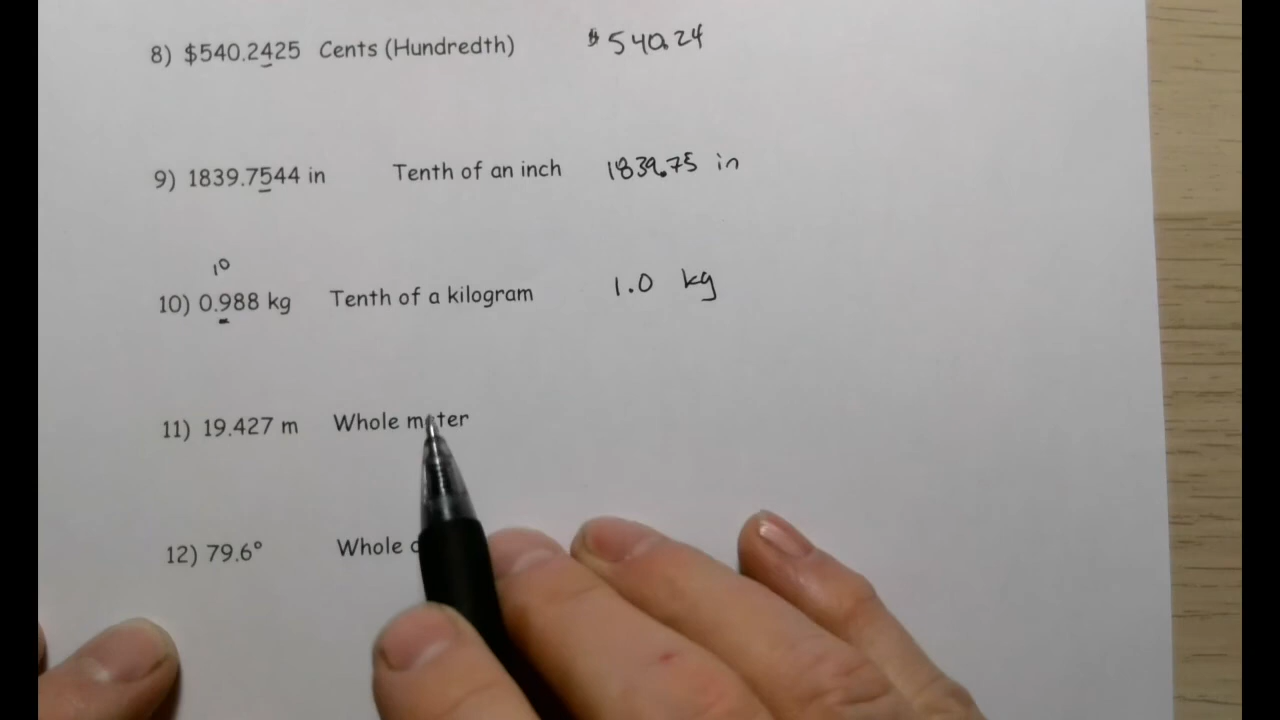 8) $540.2425 Cents (Hundredth) $540.24
9) 1839.7544 in Tenth of an inch 1839.75 in
10
10) 0.988 kg Tenth of a kilogram 1.0 kg
11) 19.427 m Whole meter
12) 79.6° Whole